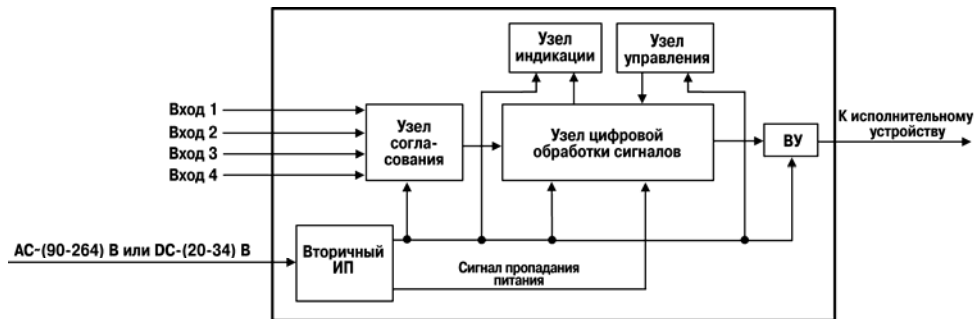 Узел
индикации
Узел
управления
Вход 1
Вход 2
Вход 3
Вход 4
Узел
согла-
сования
Узел цифровой
обработки сигналов
ВУ
К исполнительному
устройству
AC~(90-264) В или DC-(20-34) В
Вторичный
ИП
Сигнал пропадания
питания